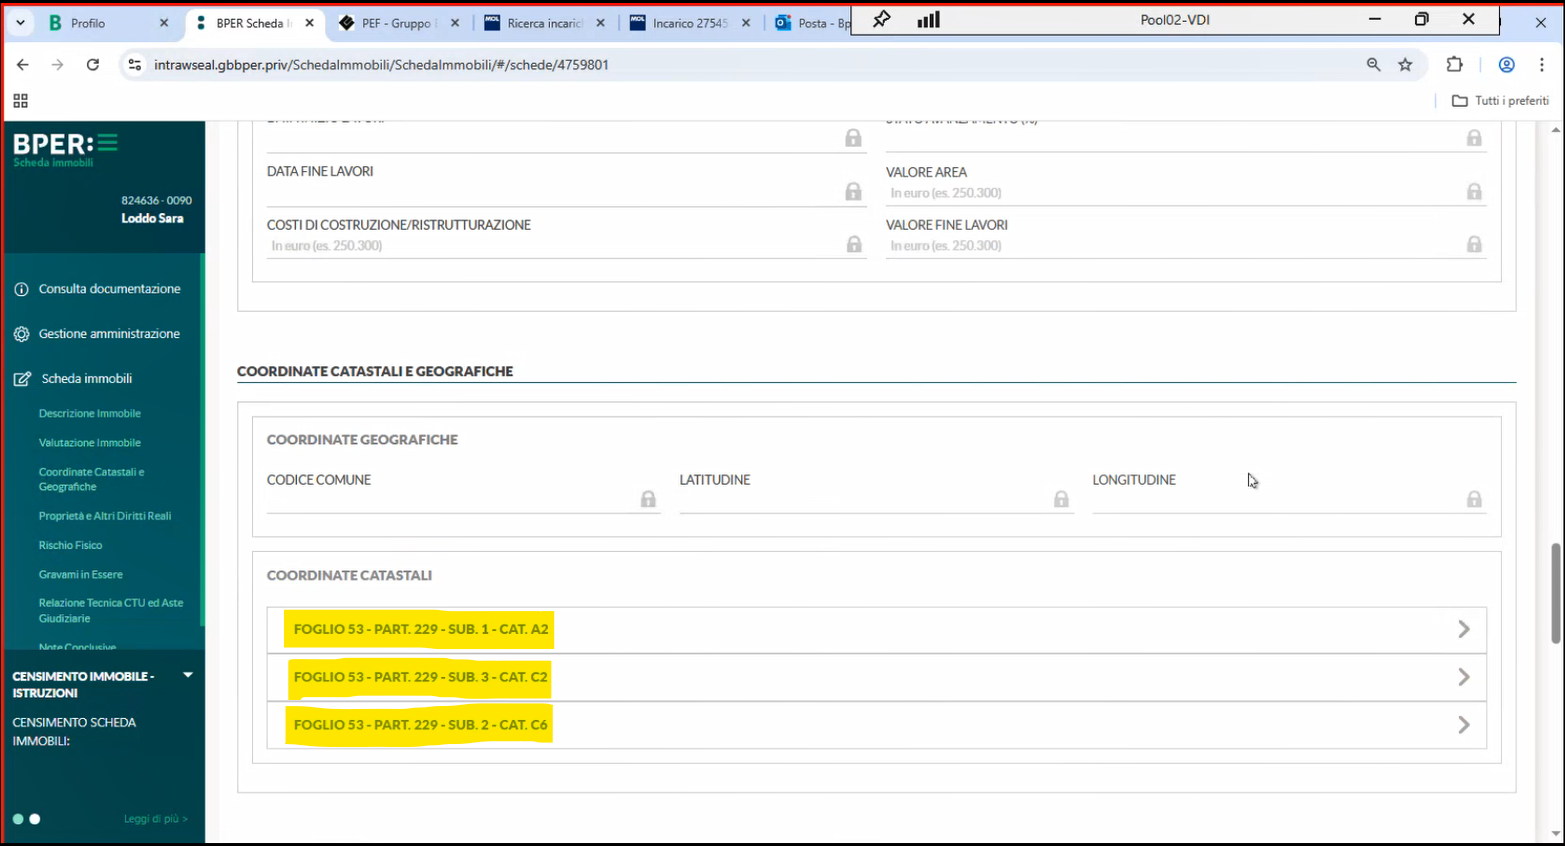 Profilo
BPER Scheda I
PEF - Gruppo
MOL
Ricerca incaric
MOL
Incarico 27545
Posta - Bp
Pool02-VDI
intrawseal.gbbper.priv/SchedaImmobili/SchedaImmobili/#/schede/4759801
Tutti i preferiti
BPER:
Scheda immobili
824636 - 0090
Loddo Sara
Consulta documentazione
Gestione amministrazione
Scheda immobili
Descrizione Immobile
Valutazione Immobile
Coordinate Catastali e
Geografiche
Proprietà e Altri Diritti Reali
Rischio Fisico
Gravami in Essere
Relazione Tecnica CTU ed Aste
Giudiziarie
Note Conclusive
CENSIMENTO IMMOBILE -
ISTRUZIONI
CENSIMENTO SCHEDA
IMMOBILI:
Leggi di più >
DATA FINE LAVORI
VALORE AREA
In euro (es. 250.300)
COSTI DI COSTRUZIONE/RISTRUTTURAZIONE
In euro (es. 250.300)
VALORE FINE LAVORI
In euro (es. 250.300)
COORDINATE CATASTALI E GEOGRAFICHE
COORDINATE GEOGRAFICHE
CODICE COMUNE
LATITUDINE
LONGITUDINE
COORDINATE CATASTALI
FOGLIO 53 - PART. 229 - SUB. 1 - CAT. A2
FOGLIO 53 - PART. 229 - SUB. 3 - CAT. C2
FOGLIO 53 - PART. 229 - SUB. 2 - CAT. C6